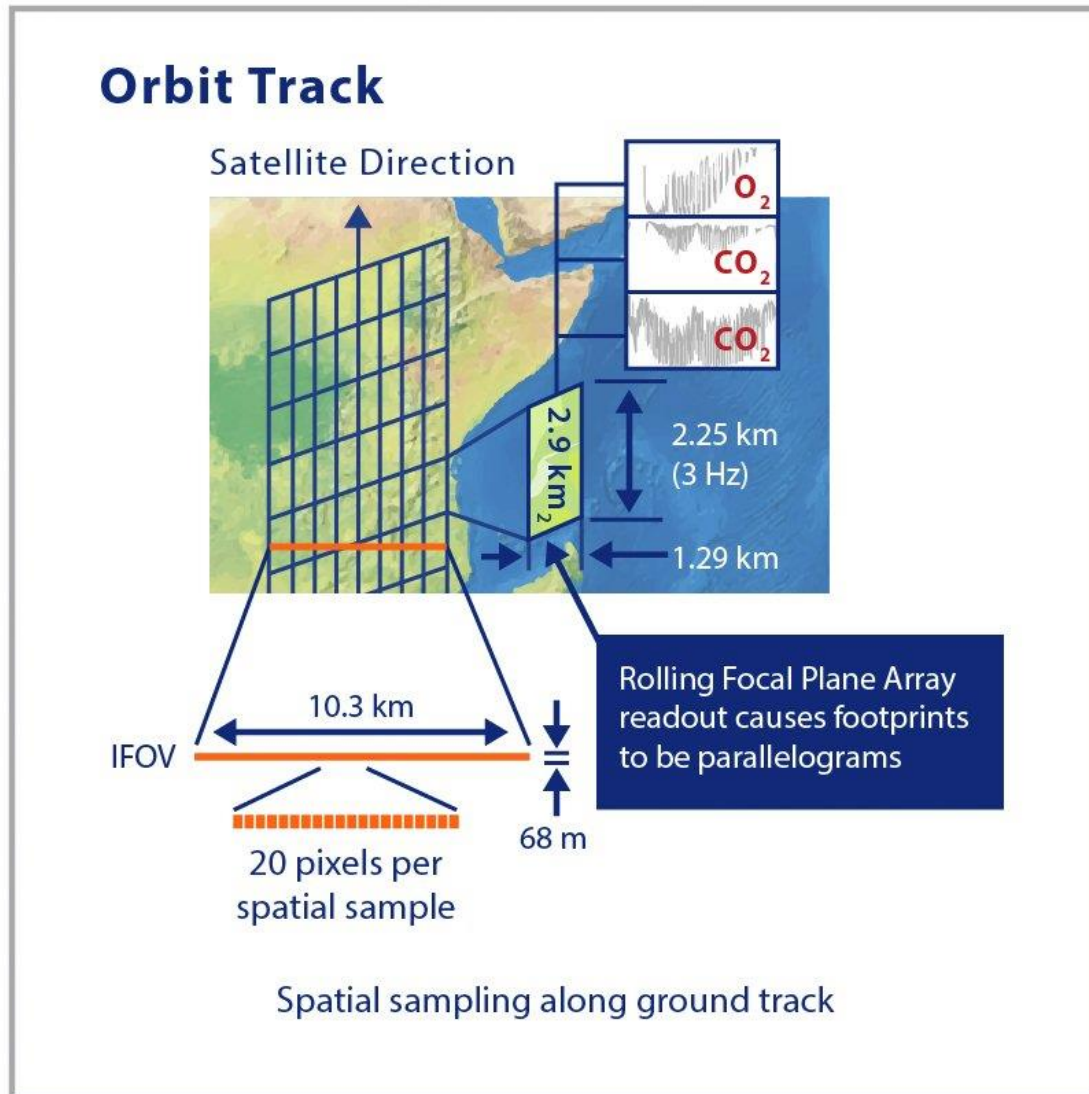 Orbit Track
Satellite Direction
O₂
CO₂
CO₂
2.9 km₂
2.25 km
(3 Hz)
1.29 km
Rolling Focal Plane Array
readout causes footprints
to be parallelograms
10.3 km
IFOV
68 m
20 pixels per
spatial sample
Spatial sampling along ground track